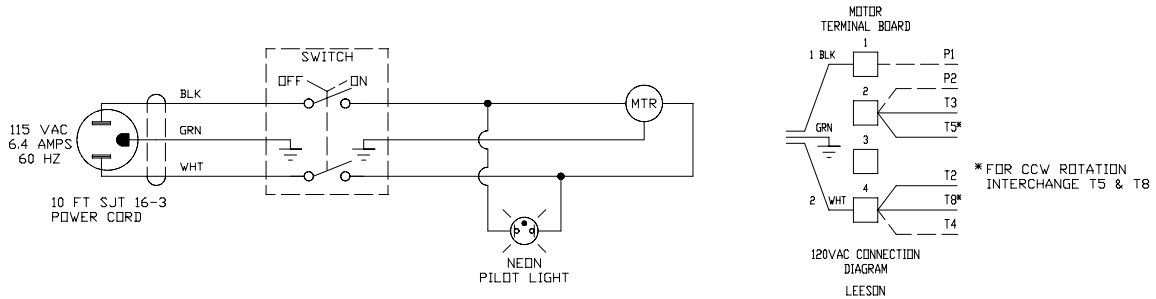 SWITCH
OFF
ON
BLK
GRN
WHT
115 VAC
6.4 AMPS
60 HZ
10 FT SJT 16-3
POWER CORD
MTR
NEON
PILOT LIGHT
MOTOR
TERMINAL BOARD
1
1 BLK
P1
P2
2
T3
T5*
GRN
3
4
T2
2 WHT
T8*
T4
* FOR CCW ROTATION
INTERCHANGE T5 & T8
120VAC CONNECTION
DIAGRAM
LEESON